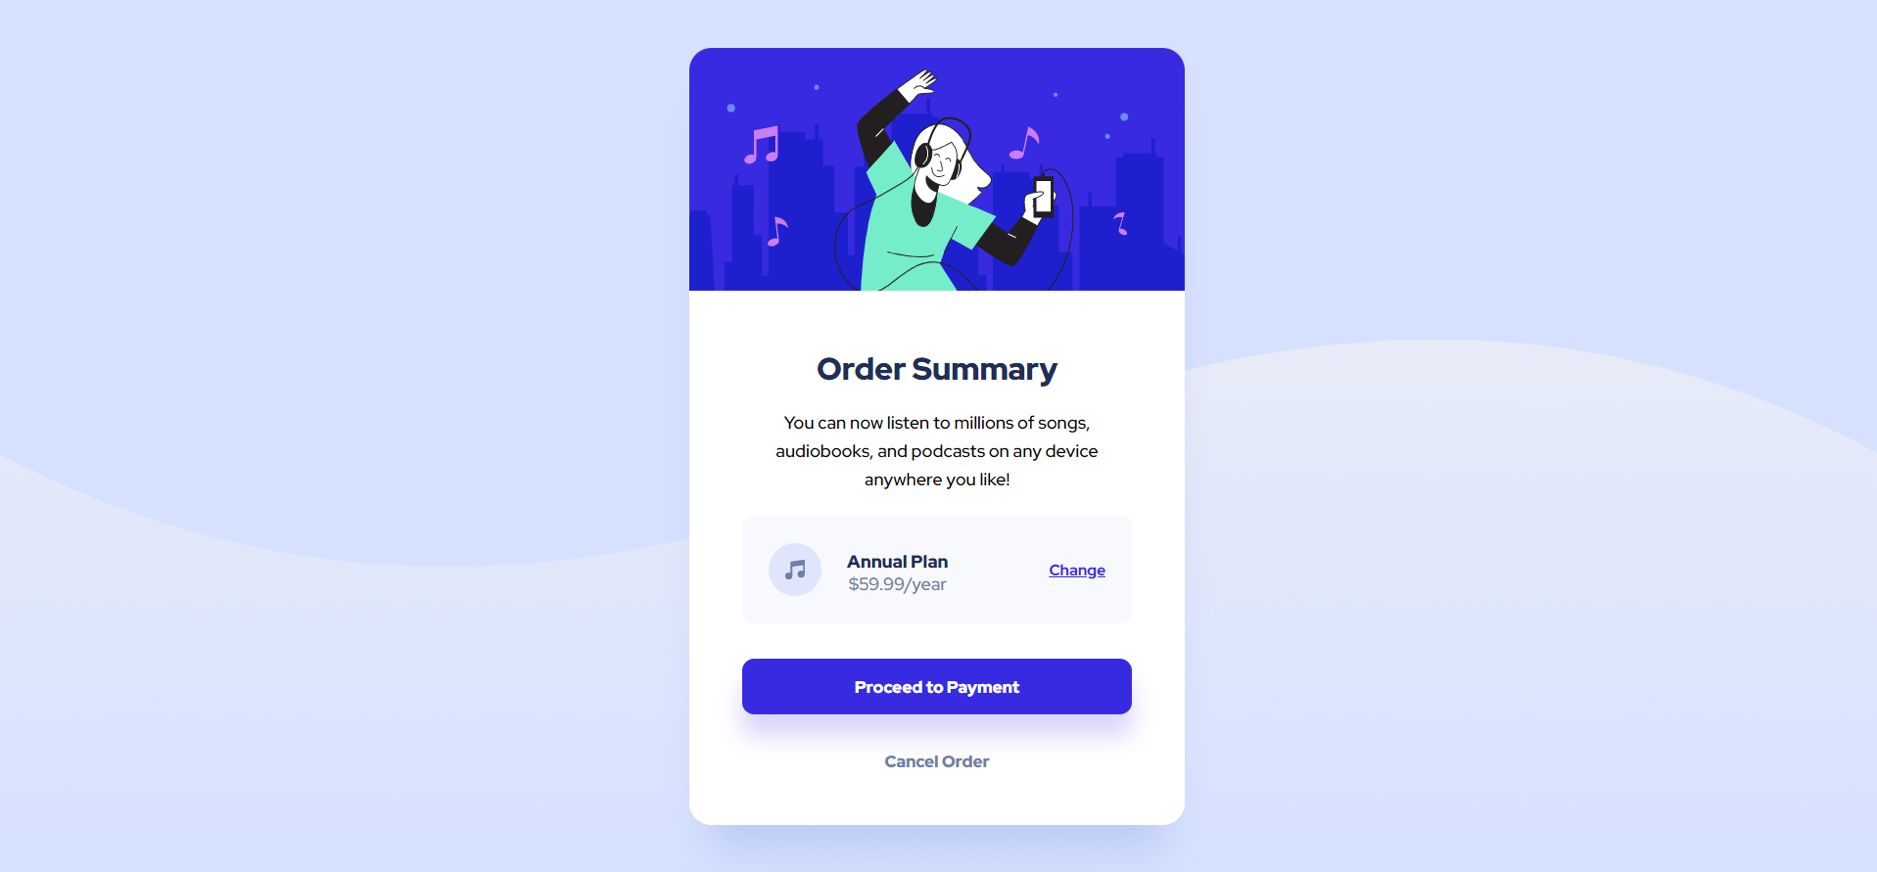 Order Summary
You can now listen to millions of songs,
audiobooks, and podcasts on any device
anywhere you like!
Annual Plan
$59.99/year
Change
Proceed to Payment
Cancel Order